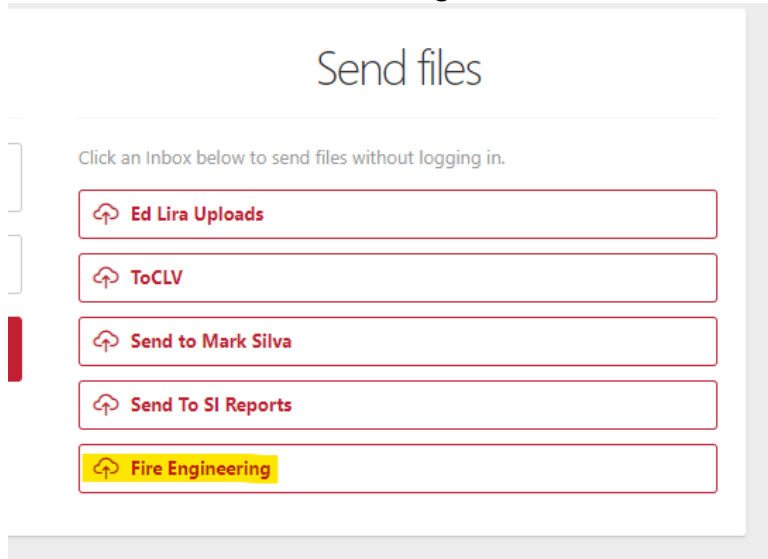 Send files
Click an Inbox below to send files without logging in.
Ed Lira Uploads
ToCLV
Send to Mark Silva
Send To SI Reports
Fire Engineering